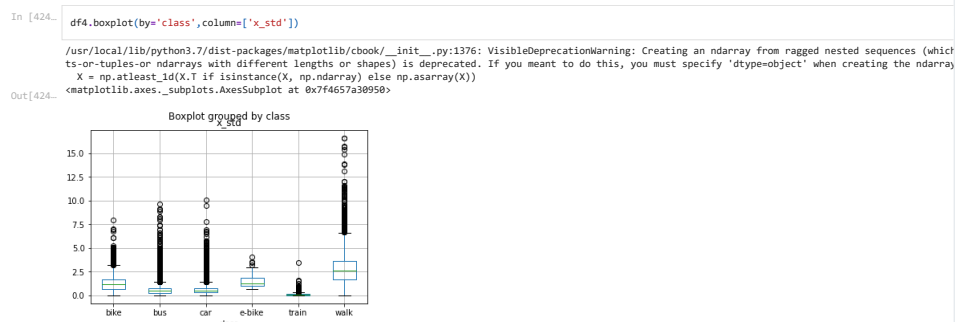 In [424…
df4.boxplot(by='class',column=['x_std'])
/usr/local/lib/python3.7/dist-packages/matplotlib/cbook/__init__.py:1376: VisibleDeprecationWarning: Creating an ndarray from ragged nested sequences (which
ts-or-tuples-or ndarrays with different lengths or shapes) is deprecated. If you meant to do this, you must specify 'dtype=object' when creating the ndarray
X = np.atleast_1d(X.T if isinstance(X, np.ndarray) else np.asarray(X))
<matplotlib.axes._subplots.AxesSubplot at 0x7f4657a30950>
Out[424…
Boxplot grouped by class
x_std
15.0
12.5
10.0
7.5
5.0
2.5
0.0
bike bus car e-bike train walk